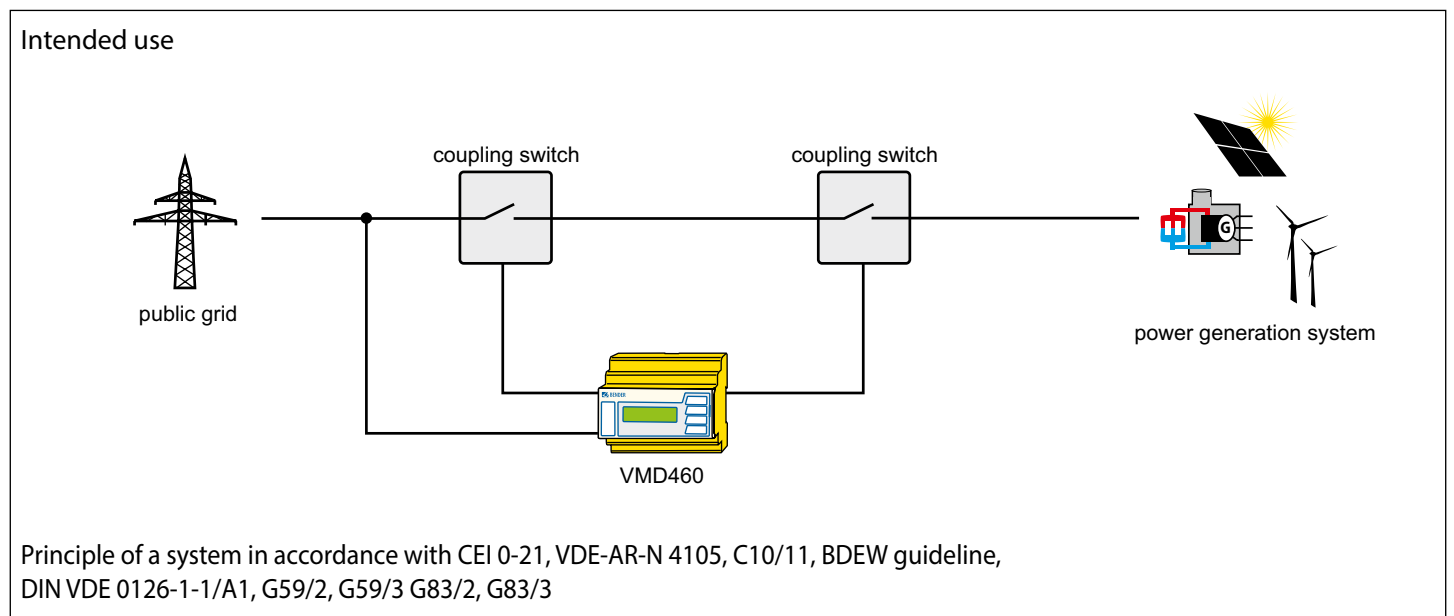 Intended use
coupling switch
coupling switch
G
public grid
power generation system
BENDER
VMD460
Principle of a system in accordance with CEI 0-21, VDE-AR-N 4105, C10/11, BDEW guideline,
DIN VDE 0126-1-1/A1, G59/2, G59/3 G83/2, G83/3